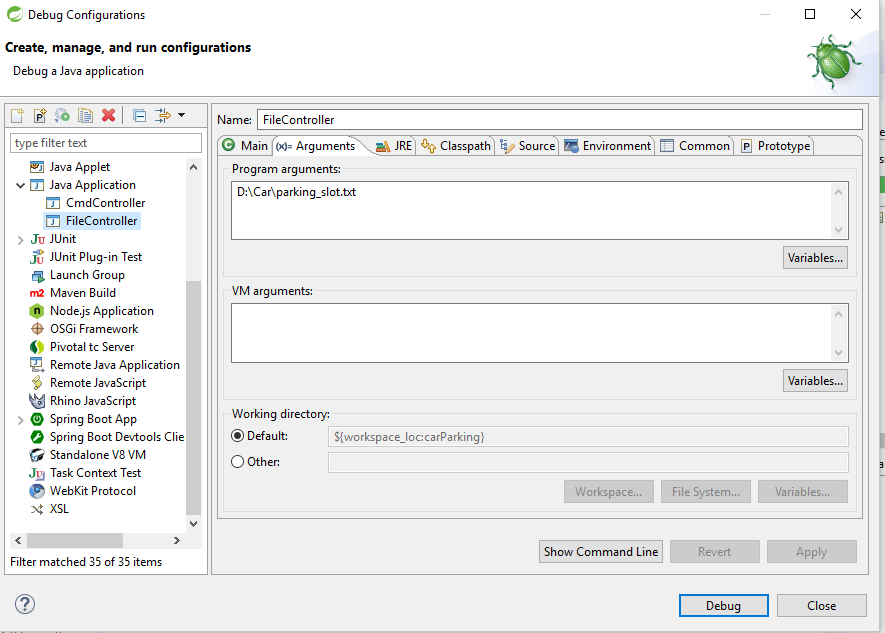 Debug Configurations
Create, manage, and run configurations
Debug a Java application
type filter text
Java Applet
Java Application
CmdController
FileController
JUnit
JUnit Plug-in Test
Launch Group
Maven Build
Node.js Application
OSGi Framework
Pivotal tc Server
Remote Java Application
Remote JavaScript
Rhino JavaScript
Spring Boot App
Spring Boot Devtools Clie
Standalone V8 VM
Task Context Test
WebKit Protocol
XSL
Filter matched 35 of 35 items
Name: FileController
Main (x)= Arguments JRE Classpath Source Environment Common Prototype
Program arguments:
D:\Car\parking_slot.txt
Variables...
VM arguments:
Variables...
Working directory:
Default: ${workspace_loc:carParking}
Other:
Workspace... File System... Variables...
Show Command Line Revert Apply
Debug Close